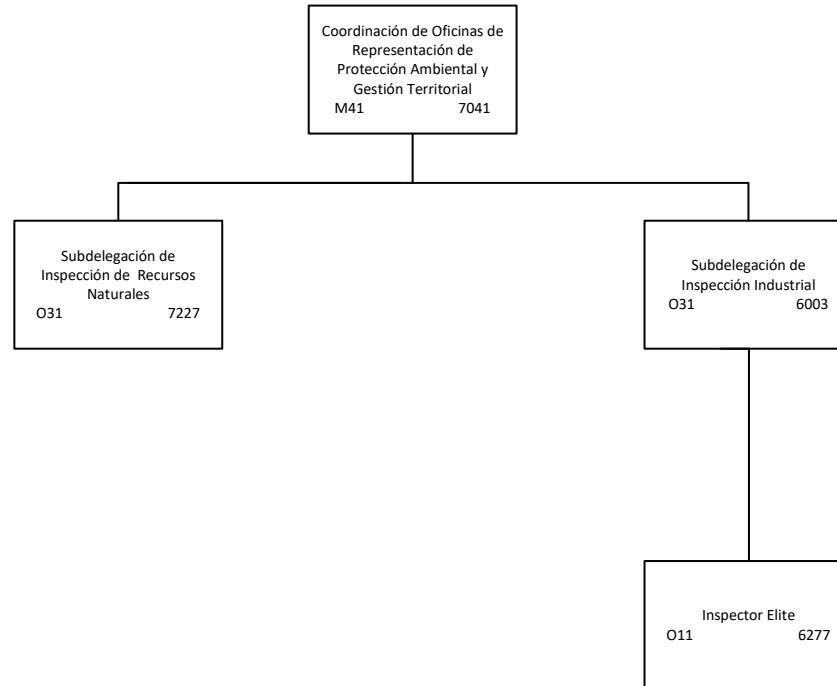 Coordinación de Oficinas de
Representación de
Protección Ambiental y
Gestión Territorial
M41 7041
Subdelegación de
Inspección de Recursos
Naturales
O31 7227
Subdelegación de
Inspección Industrial
O31 6003
Inspector Elite
O11 6277